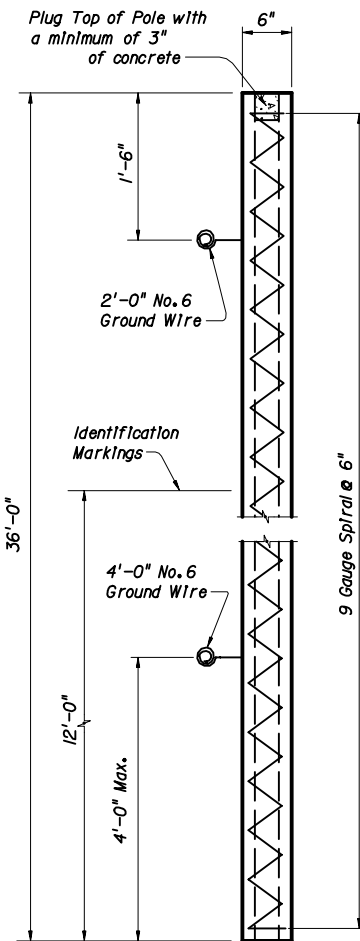 Plug Top of Pole with
a minimum of 3"
of concrete
6"
1'-6"
2'-0" No.6
Ground Wire
Identification
Markings
36'-0"
9 Gauge Spiral @ 6"
4'-0" No.6
Ground Wire
12'-0"
4'-0" Max.